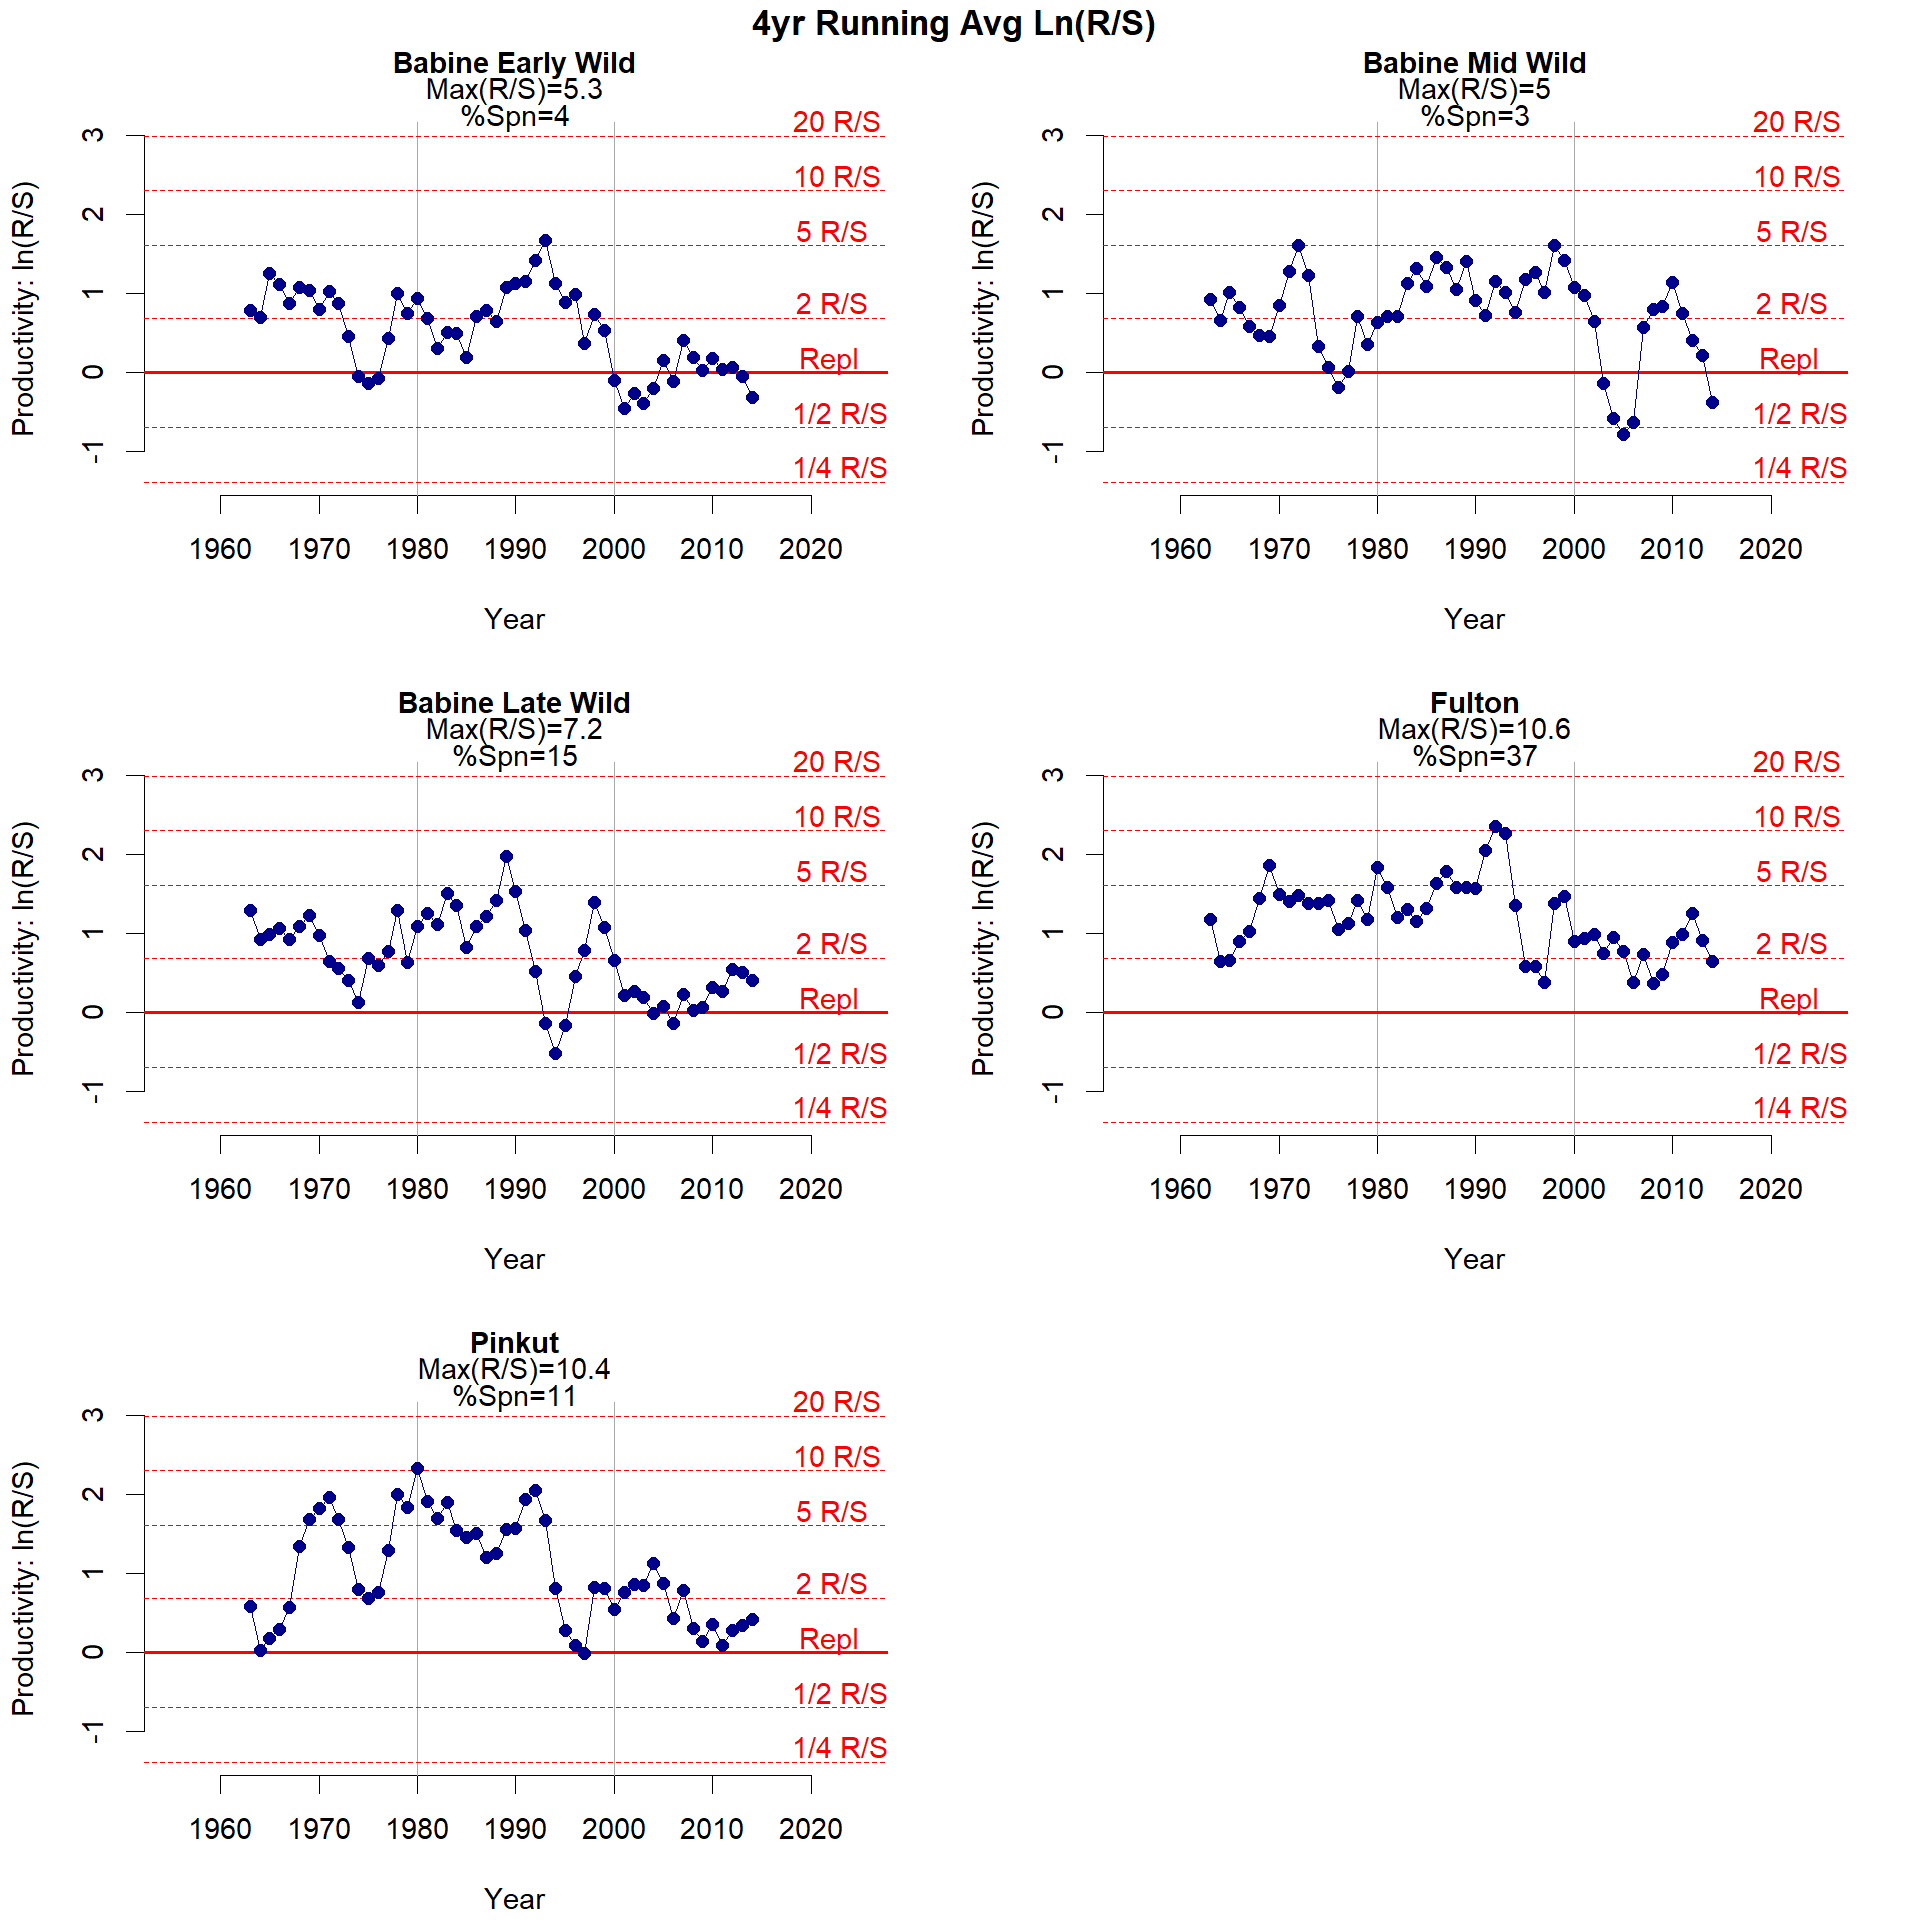 4yr Running Avg Ln(R/S)
Babine Early Wild
Max(R/S)=5.3
%Spn=4
Productivity: ln(R/S)
3
2
1
0
-1
20 R/S
10 R/S
5 R/S
2 R/S
Repl
1/2 R/S
1/4 R/S
1960 1970 1980 1990 2000 2010 2020
Year
Babine Mid Wild
Max(R/S)=5
%Spn=3
Productivity: ln(R/S)
3
2
1
0
-1
20 R/S
10 R/S
5 R/S
2 R/S
Repl
1/2 R/S
1/4 R/S
1960 1970 1980 1990 2000 2010 2020
Year
Babine Late Wild
Max(R/S)=7.2
%Spn=15
Productivity: ln(R/S)
3
2
1
0
-1
20 R/S
10 R/S
5 R/S
2 R/S
Repl
1/2 R/S
1/4 R/S
1960 1970 1980 1990 2000 2010 2020
Year
Fulton
Max(R/S)=10.6
%Spn=37
Productivity: ln(R/S)
3
2
1
0
-1
20 R/S
10 R/S
5 R/S
2 R/S
Repl
1/2 R/S
1/4 R/S
1960 1970 1980 1990 2000 2010 2020
Year
Pinkut
Max(R/S)=10.4
%Spn=11
Productivity: ln(R/S)
3
2
1
0
-1
20 R/S
10 R/S
5 R/S
2 R/S
Repl
1/2 R/S
1/4 R/S
1960 1970 1980 1990 2000 2010 2020
Year